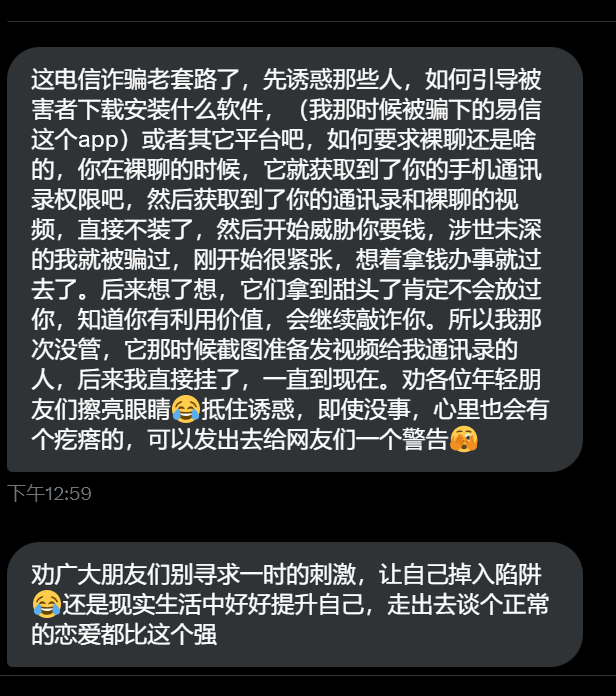 这电信诈骗老套路了，先诱惑那些人，如何引导被
害者下载安装什么软件，（我那时候被骗下的易信
这个app）或者其它平台吧，如何要求裸聊还是啥
的，你在裸聊的时候，它就获取到了你的手机通讯
录权限吧，然后获取到了你的通讯录和裸聊的视
频，直接不装了，然后开始威胁你要钱，涉世未深
的我就被骗过，刚开始很紧张，想着拿钱办事就过
去了。后来想了想，它们拿到甜头了肯定不会放过
你，知道你有利用价值，会继续敲诈你。所以我那
次没管，它那时候截图准备发视频给我通讯录的
人，后来我直接挂了，一直到现在。劝各位年轻朋
友们擦亮眼睛😂抵住诱惑，即使没事，心里也会有
个疙瘩的，可以发出去给网友们一个警告🫣
下午12:59
劝广大朋友们别寻求一时的刺激，让自己掉入陷阱
😂还是现实生活中好好提升自己，走出去谈个正常
的恋爱都比这个强